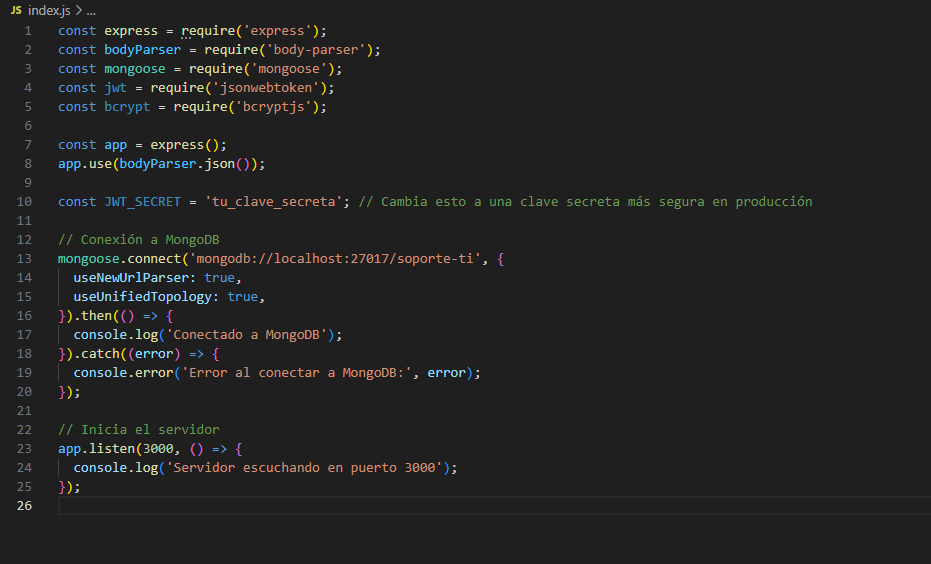 JS index.js > ...
1 const express = require('express');
2 const bodyParser = require('body-parser');
3 const mongoose = require('mongoose');
4 const jwt = require('jsonwebtoken');
5 const bcrypt = require('bcryptjs');
6
7 const app = express();
8 app.use(bodyParser.json());
9
10 const JWT_SECRET = 'tu_clave_secreta'; // Cambia esto a una clave secreta más segura en producción
11
12 // Conexión a MongoDB
13 mongoose.connect('mongodb://localhost:27017/soporte-ti', {
14   useNewUrlParser: true,
15   useUnifiedTopology: true,
16 }).then(() => {
17   console.log('Conectado a MongoDB');
18 }).catch((error) => {
19   console.error('Error al conectar a MongoDB:', error);
20 });
21
22 // Inicia el servidor
23 app.listen(3000, () => {
24   console.log('Servidor escuchando en puerto 3000');
25 });
26